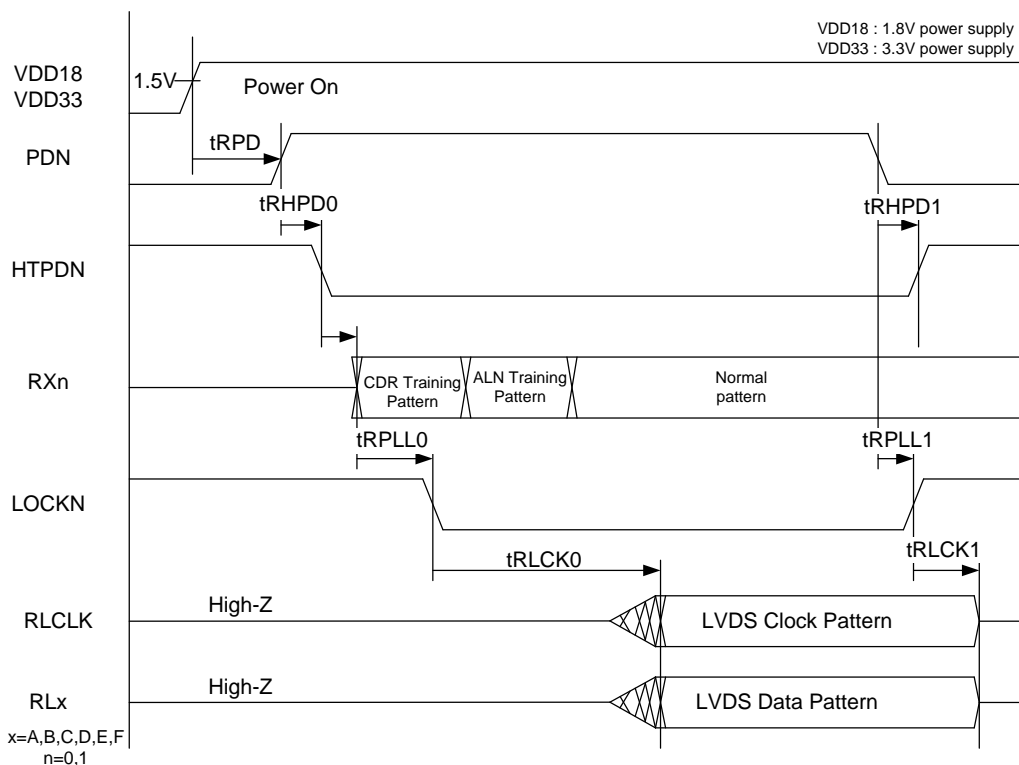 VDD18 : 1.8V power supply
VDD33 : 3.3V power supply
VDD18
VDD33
1.5V
Power On
tRPD
PDN
tRHPD0
tRHPD1
HTPDN
RXn
CDR Training
Pattern
ALN Training
Pattern
Normal
pattern
tRPLL0
tRPLL1
LOCKN
tRLCK0
tRLCK1
RLCLK
High-Z
LVDS Clock Pattern
RLx
High-Z
LVDS Data Pattern
x=A,B,C,D,E,F
n=0,1